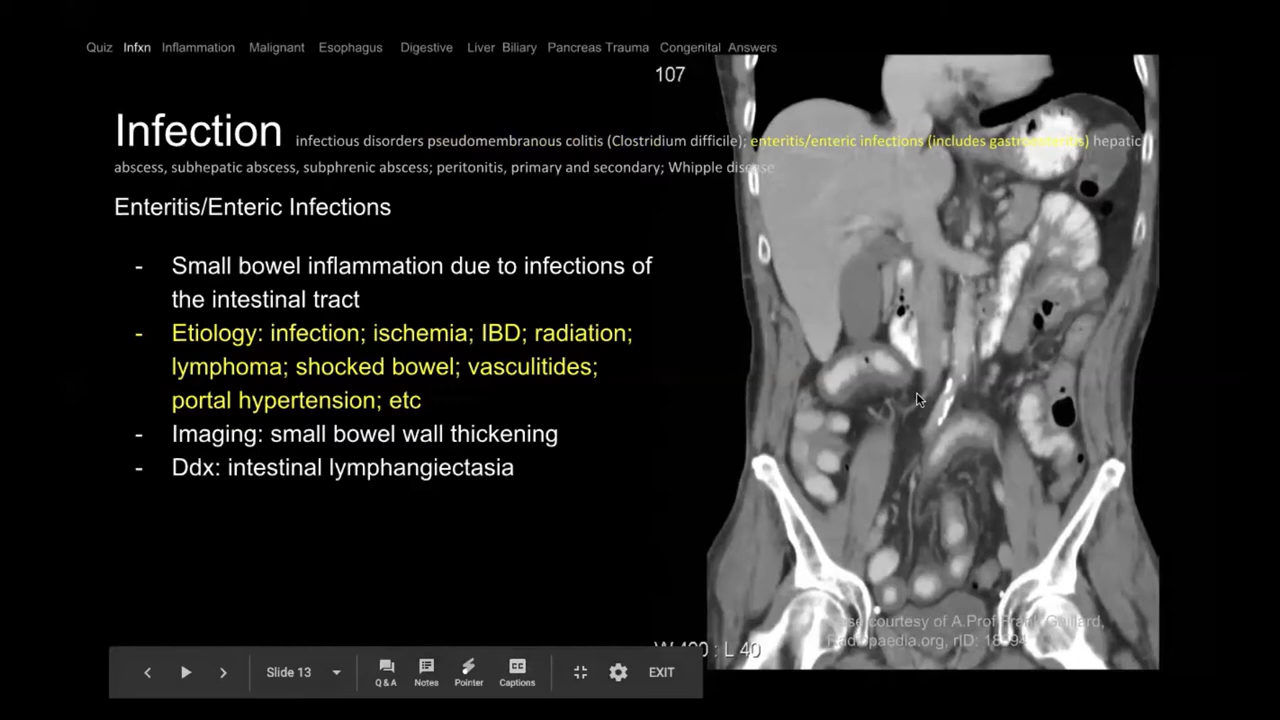 Quiz Infxn Inflammation Malignant Esophagus Digestive Liver Biliary Pancreas Trauma Congenital Answers
107
Infection infectious disorders pseudomembranous colitis (Clostridium difficile); enteritis/enteric infections (includes gastroenteritis) hepatic
abscess, subhepatic abscess, subphrenic abscess; peritonitis, primary and secondary; Whipple disease
Enteritis/Enteric Infections
- Small bowel inflammation due to infections of
the intestinal tract
- Etiology: infection; ischemia; IBD; radiation;
lymphoma; shocked bowel; vasculitides;
portal hypertension; etc
- Imaging: small bowel wall thickening
- Ddx: intestinal lymphangiectasia
courtesy of A.Prof Frank Gaillard,
Radiopaedia.org, rID:
L 40
Slide 13
Q & A Notes Pointer Captions
CC
EXIT